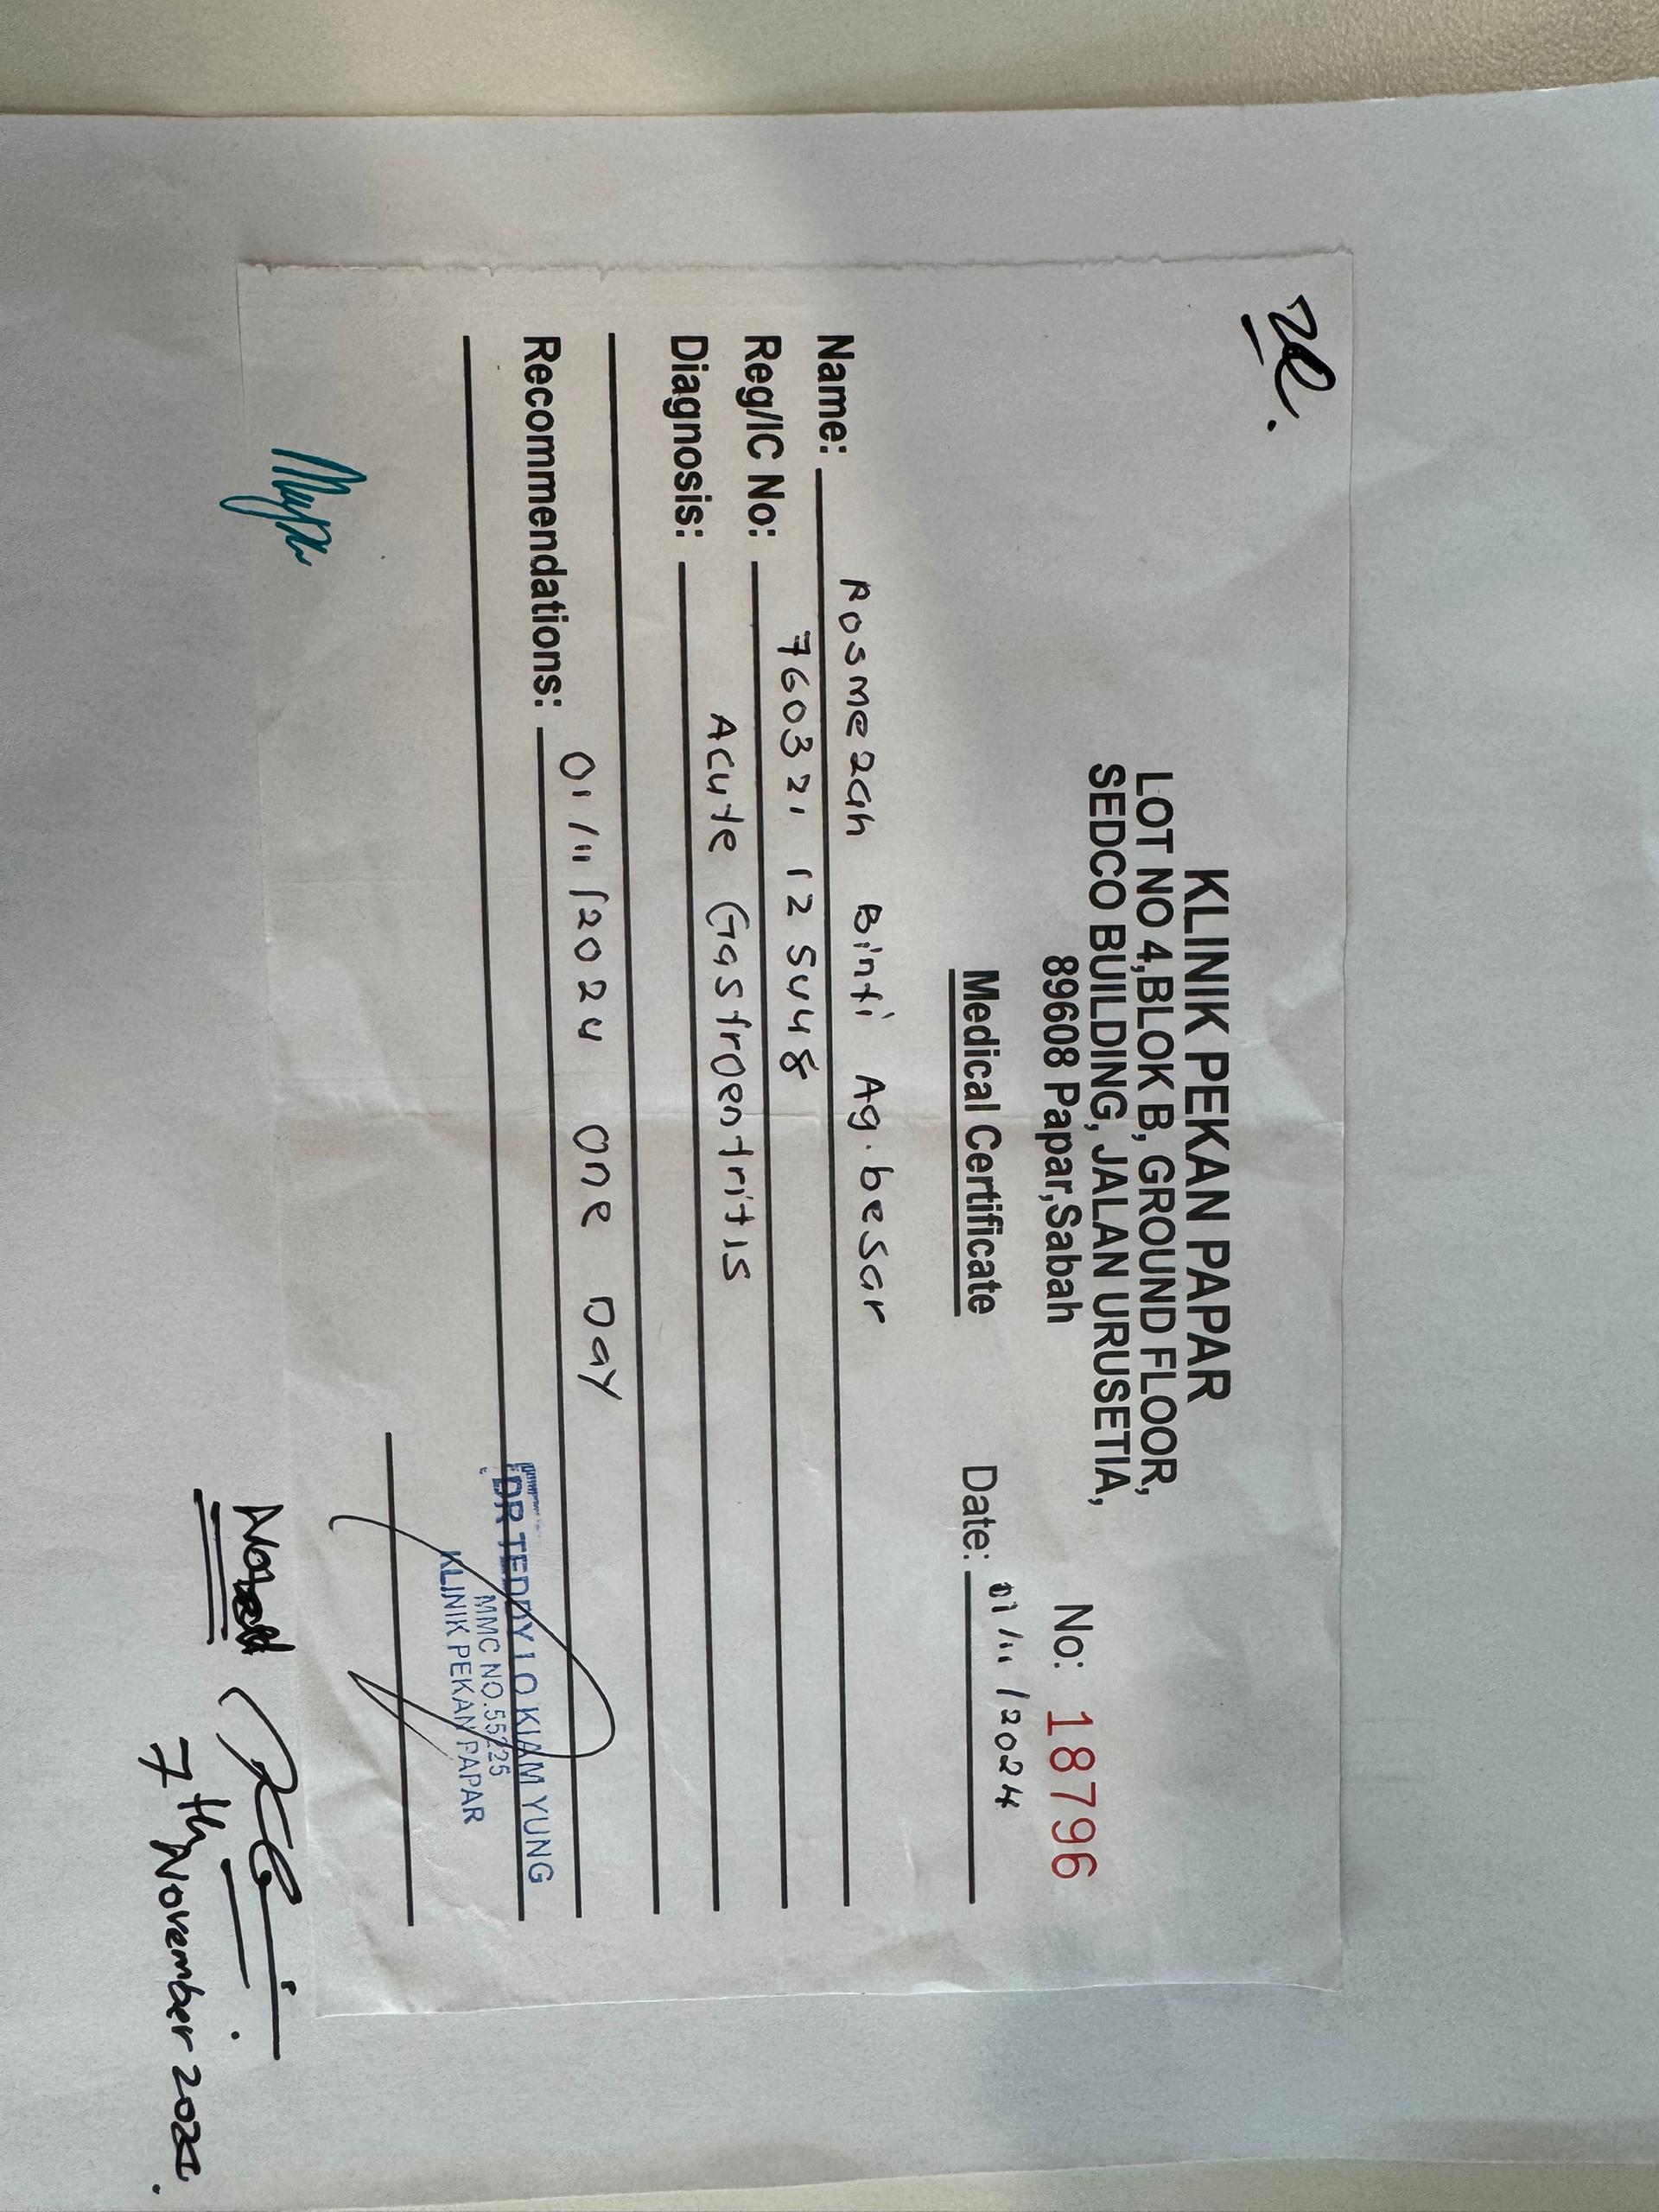 KLINIK PEKAN PAPAR
LOT NO 4,BLOK B, GROUND FLOOR,
SEDCO BUILDING, JALAN URUSETIA,
89608 Papar,Sabah
No: 18796
Medical Certificate
Date: 01/11/2024
Name: Rosmezah Binti Ag.besar
Reg/IC No: 760321 12 5448
Diagnosis: Acute Gastroentritis
Recommendations: 01/11/2024 One Day
DR TEDDY LO KIAM YUNG
MMC NO.55225
KLINIK PEKAN PAPAR
Noted
7th November 2024.